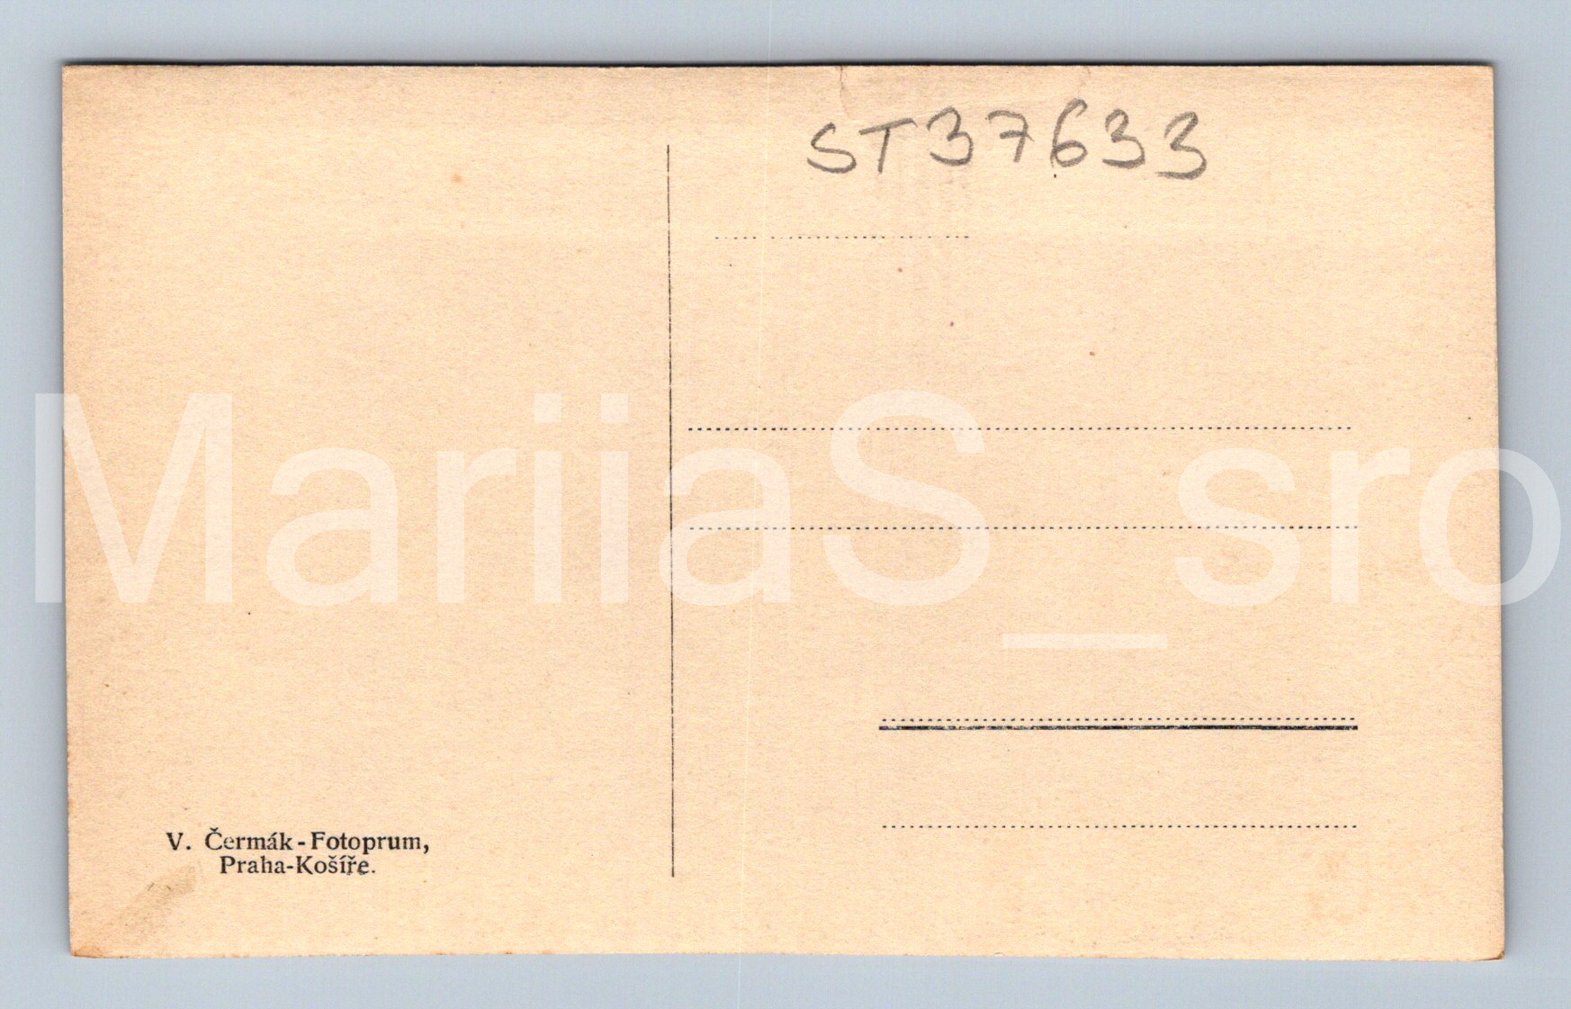 ST37633
MariiaS_sro
V. Čermák-Fotoprum,
Praha-Košíře.